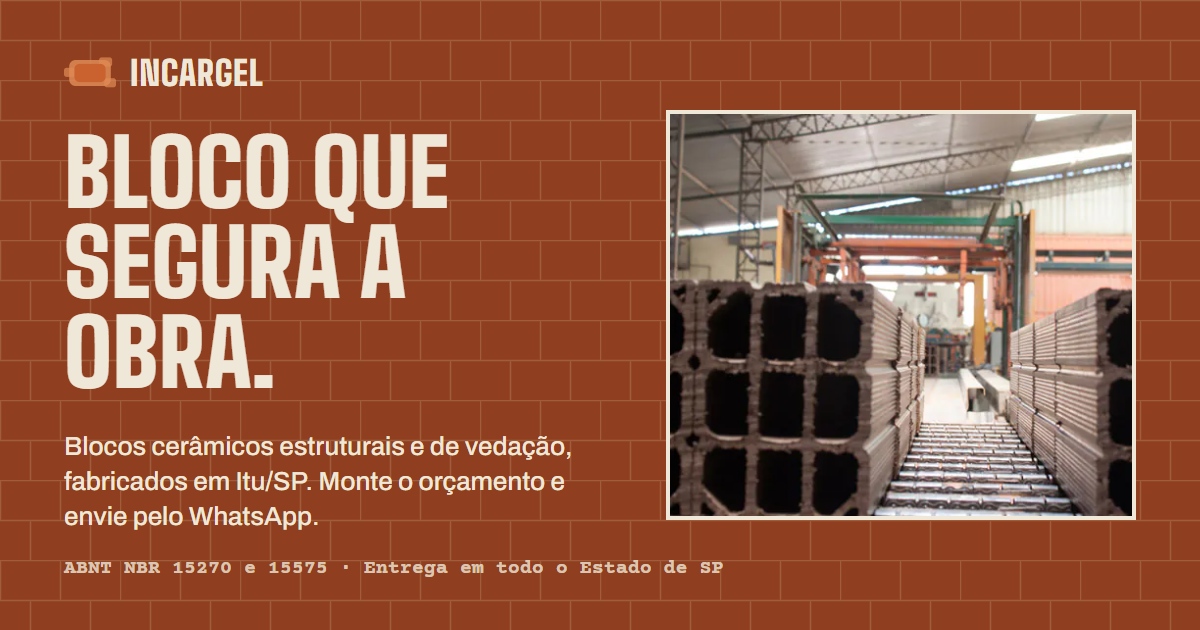 INCARGEL
BLOCO QUE
SEGURA A
OBRA.
Blocos cerâmicos estruturais e de vedação,
fabricados em Itu/SP. Monte o orçamento e
envie pelo WhatsApp.
ABNT NBR 15270 e 15575 · Entrega em todo o Estado de SP